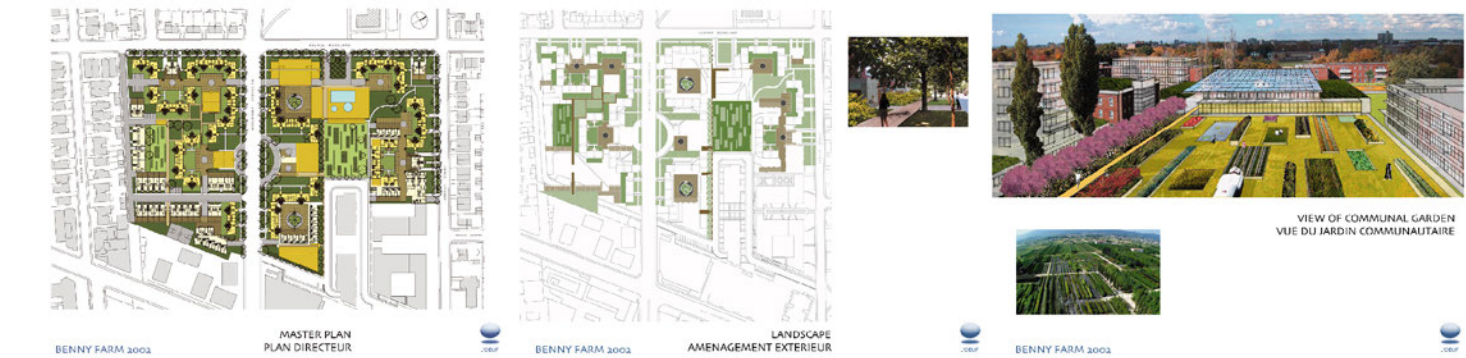 MASTER PLAN
PLAN DIRECTEUR
BENNY FARM 2002
LANDSCAPE
AMENAGEMENT EXTERIEUR
BENNY FARM 2002
VIEW OF COMMUNAL GARDEN
VUE DU JARDIN COMMUNAUTAIRE
BENNY FARM 2002